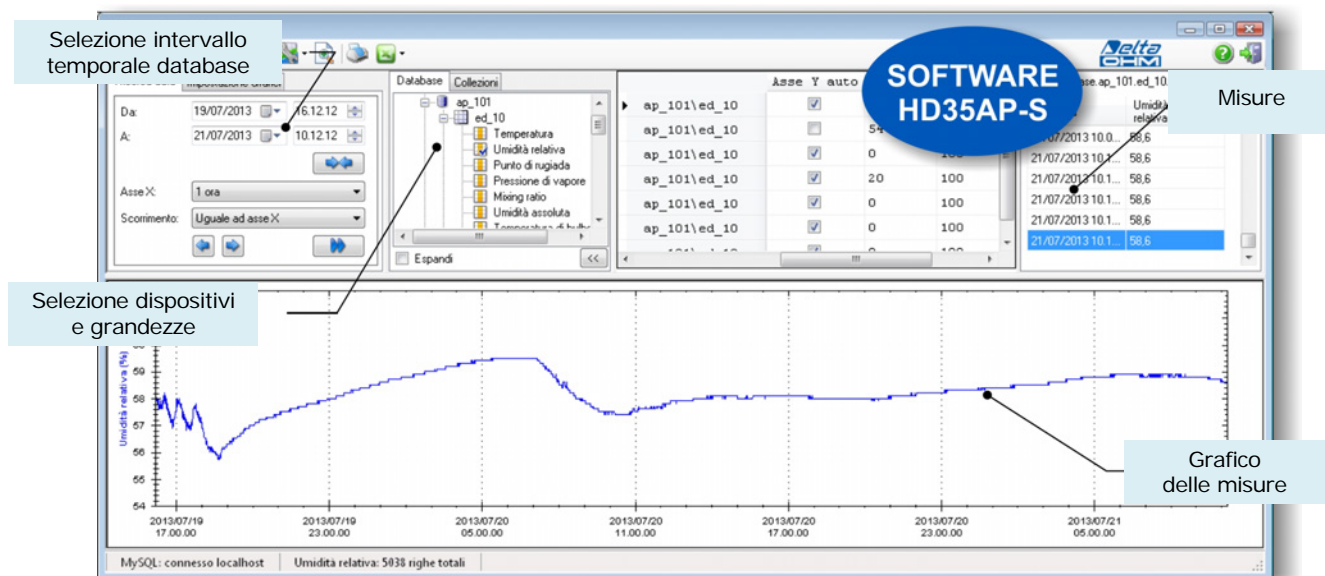 Selezione intervallo
temporale database
Delta
OHM
SOFTWARE
HD35AP-S
Misure
Da:
19/07/2013
16.12.12
A:
21/07/2013
10.12.12
Asse X:
1 ora
Scorrimento:
Uguale ad asse X
Database
Collezioni
ap_101
ed_10
Temperatura
Umidità relativa
Punto di rugiada
Pressione di vapore
Mixing ratio
Umidità assoluta
Espandi
<<
Asse Y auto
ap_101\ed_10
ap_101\ed_10
54
ap_101\ed_10
0
100
ap_101\ed_10
20
100
ap_101\ed_10
0
100
ap_101\ed_10
0
100
Umidità
relativa
21/07/2013 10.0...
58,6
21/07/2013 10.1...
58,6
21/07/2013 10.1...
58,6
21/07/2013 10.1...
58,6
21/07/2013 10.1...
58,6
21/07/2013 10.1...
58,6
Selezione dispositivi
e grandezze
Umidità relativa (%)
59
58
57
56
55
54
2013/07/19
17.00.00
2013/07/19
23.00.00
2013/07/20
05.00.00
2013/07/20
11.00.00
2013/07/20
17.00.00
2013/07/20
23.00.00
2013/07/21
05.00.00
Grafico
delle misure
MySQL: connesso localhost
Umidità relativa: 5038 righe totali